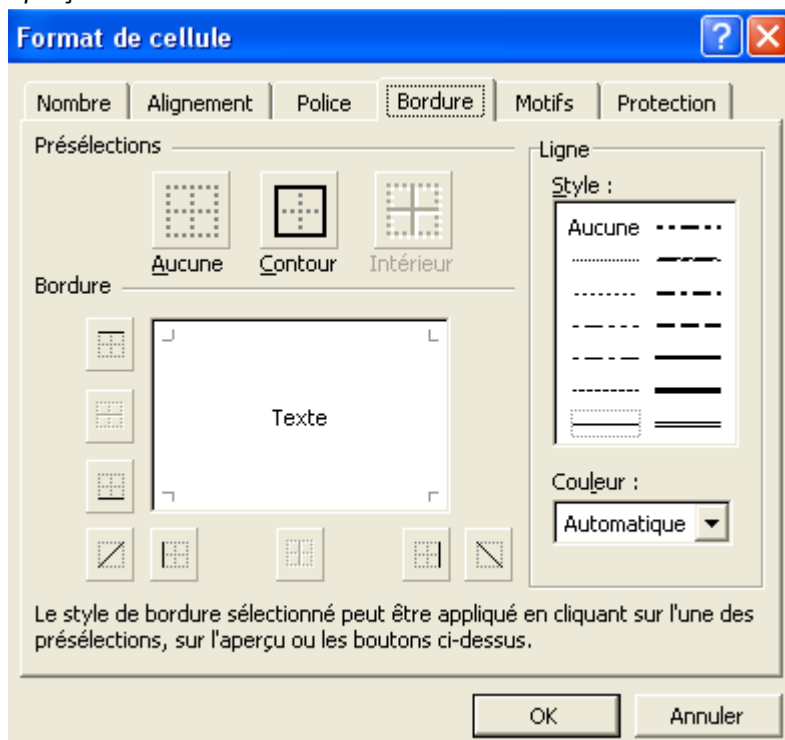 Format de cellule
Nombre Alignement Police Bordure Motifs Protection
Présélections
Ligne
Style :
Aucune
Aucune Contour Intérieur
Bordure
Texte
Couleur :
Automatique
Le style de bordure sélectionné peut être appliqué en cliquant sur l'une des
présélections, sur l'aperçu ou les boutons ci-dessus.
OK Annuler